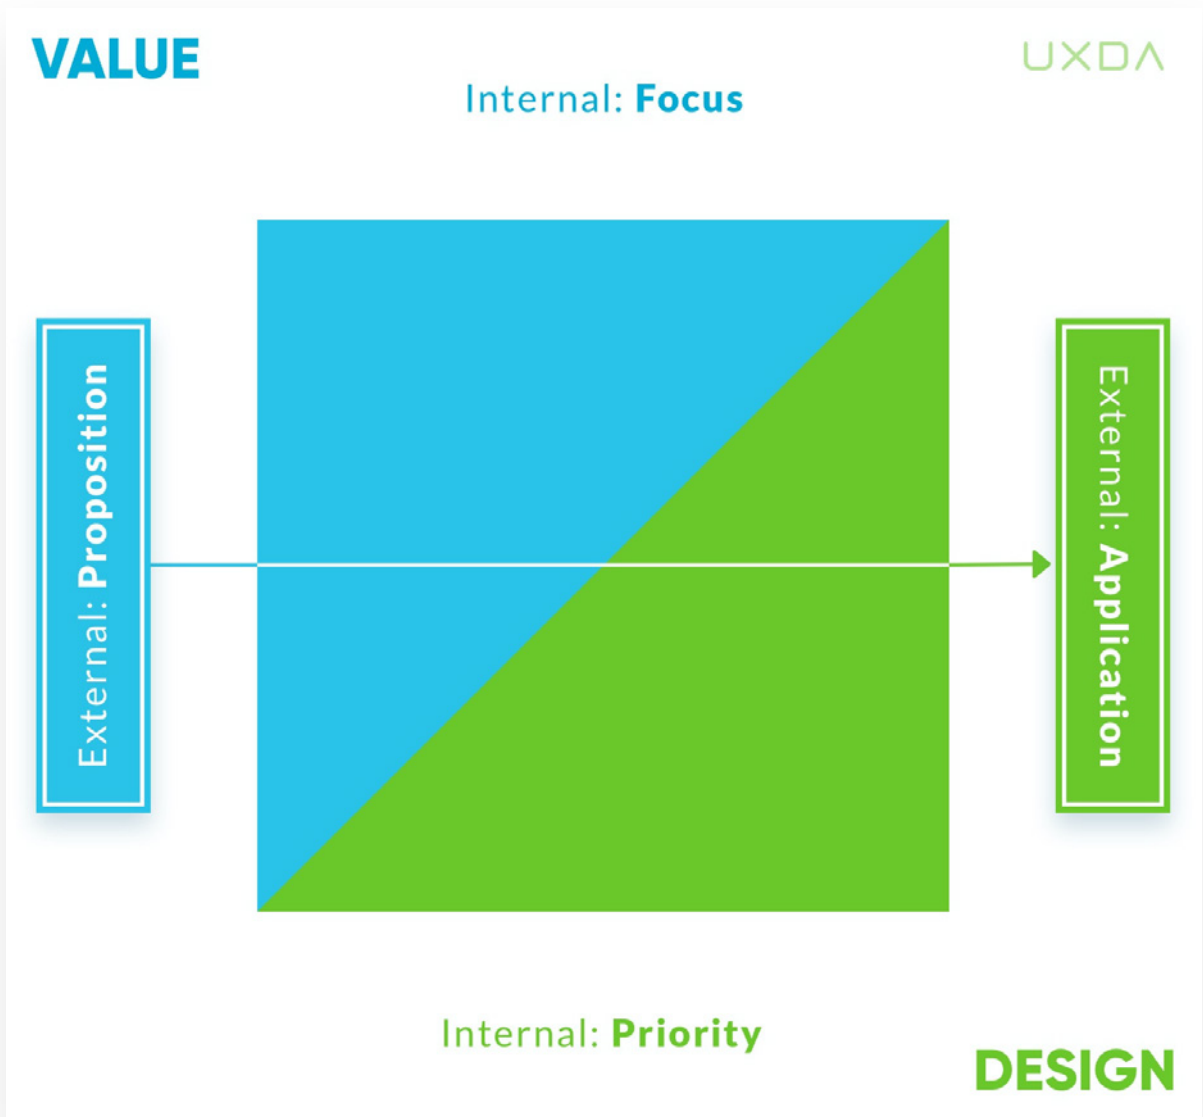 VALUE
UXDA
Internal: Focus
External: Proposition
External: Application
Internal: Priority
DESIGN